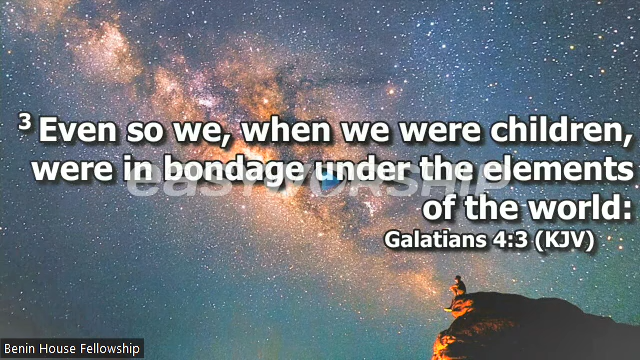 3 Even so we, when we were children,
were in bondage under the elements
easyworship
of the world:
Galatians 4:3 (KJV)
Benin House Fellowship